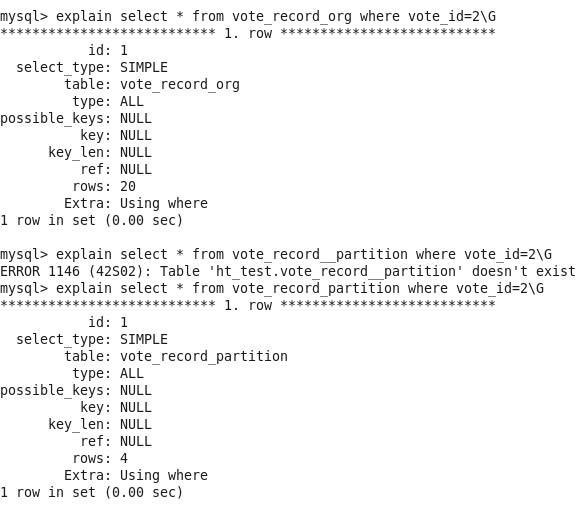 mysql> explain select * from vote_record_org where vote_id=2\G
*************************** 1. row ***************************
           id: 1
  select_type: SIMPLE
        table: vote_record_org
         type: ALL
possible_keys: NULL
          key: NULL
      key_len: NULL
          ref: NULL
         rows: 20
        Extra: Using where
1 row in set (0.00 sec)

mysql> explain select * from vote_record__partition where vote_id=2\G
ERROR 1146 (42S02): Table 'ht_test.vote_record__partition' doesn't exist
mysql> explain select * from vote_record_partition where vote_id=2\G
*************************** 1. row ***************************
           id: 1
  select_type: SIMPLE
        table: vote_record_partition
         type: ALL
possible_keys: NULL
          key: NULL
      key_len: NULL
          ref: NULL
         rows: 4
        Extra: Using where
1 row in set (0.00 sec)